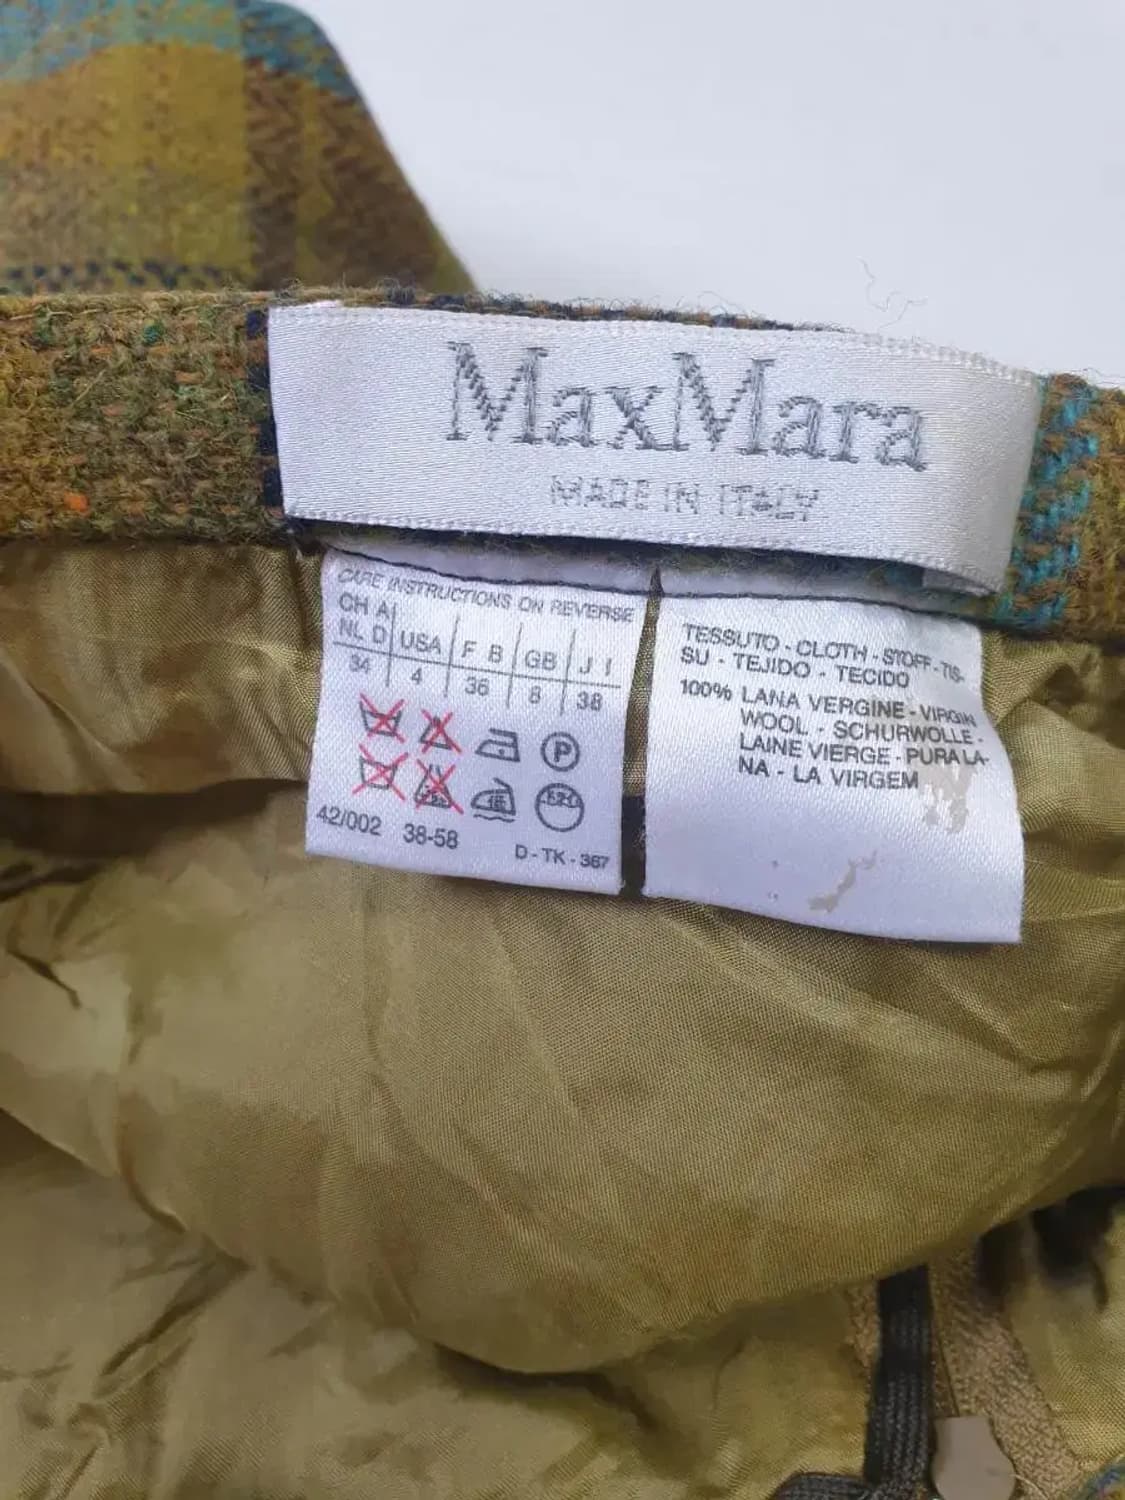 MaxMara
MADE IN ITALY
CARE INSTRUCTIONS ON REVERSE
CH A
NL D USA F B GB J I
34 4 36 8 38
P
42/002 38-58
D - TK - 367
TESSUTO - CLOTH - STOFF - TIS-
SU - TEJIDO - TECIDO
100% LANA VERGINE - VIRGIN
WOOL - SCHURWOLLE -
LAINE VIERGE - PURA LA-
NA - LA VIRGEM